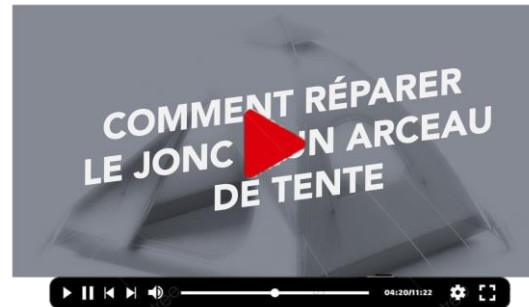 COMMENT RÉPARER
LE JONC UN ARCEAU
DE TENTE
04:20/11:22